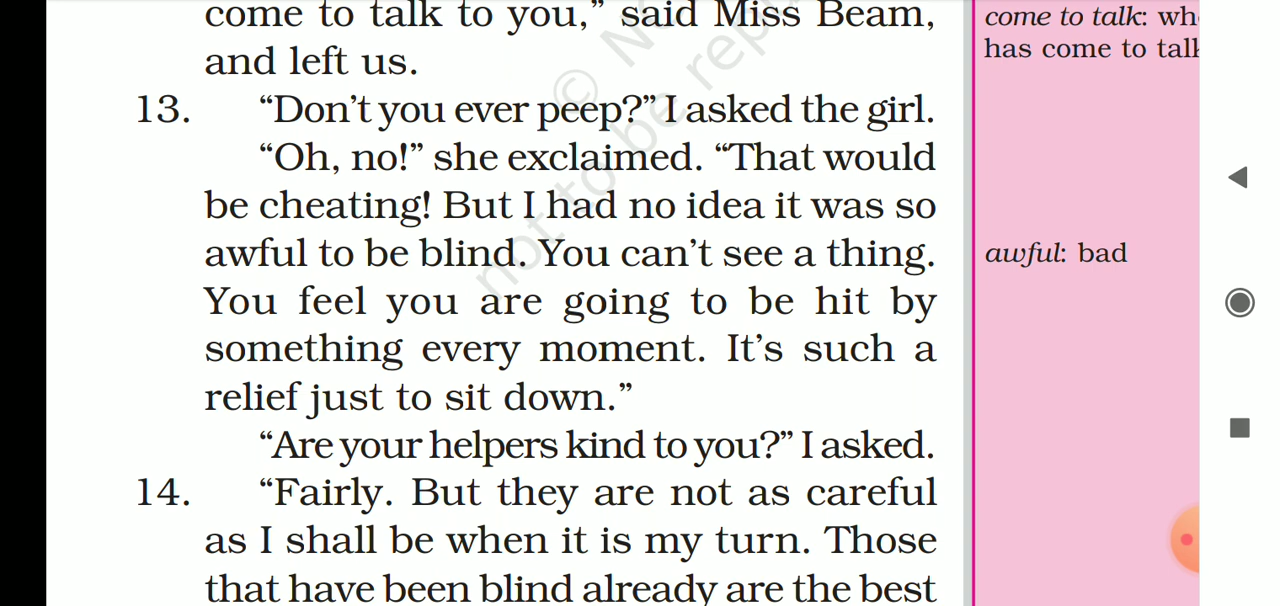 come to talk to you,” said Miss Beam,
and left us.
13. “Don’t you ever peep?” I asked the girl.
“Oh, no!” she exclaimed. “That would
be cheating! But I had no idea it was so
awful to be blind. You can’t see a thing.
You feel you are going to be hit by
something every moment. It’s such a
relief just to sit down.”
“Are your helpers kind to you?” I asked.
14. “Fairly. But they are not as careful
as I shall be when it is my turn. Those
that have been blind already are the best
come to talk: wh
has come to talk
awful: bad
©
not to be rep